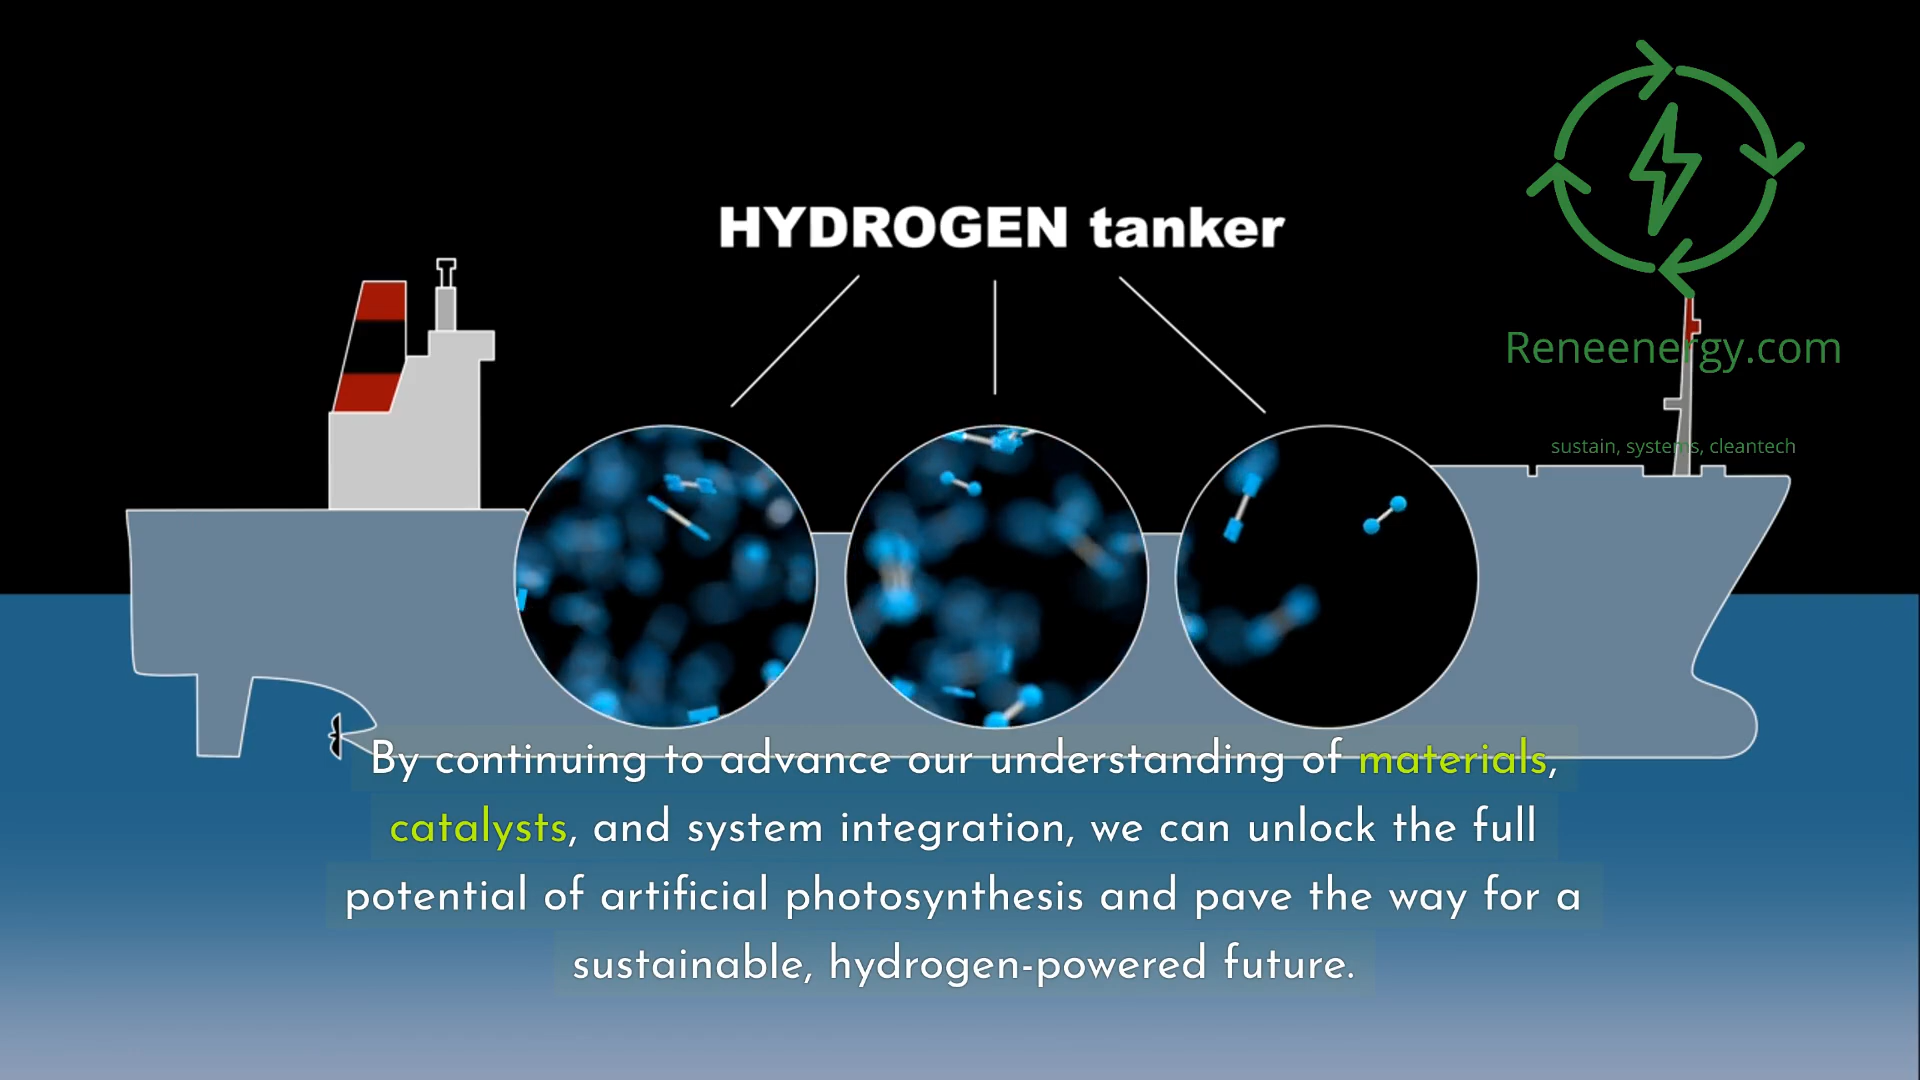 HYDROGEN tanker
Reneenergy.com
sustain, systems, cleantech
By continuing to advance our understanding of materials,
catalysts, and system integration, we can unlock the full
potential of artificial photosynthesis and pave the way for a
sustainable, hydrogen-powered future.